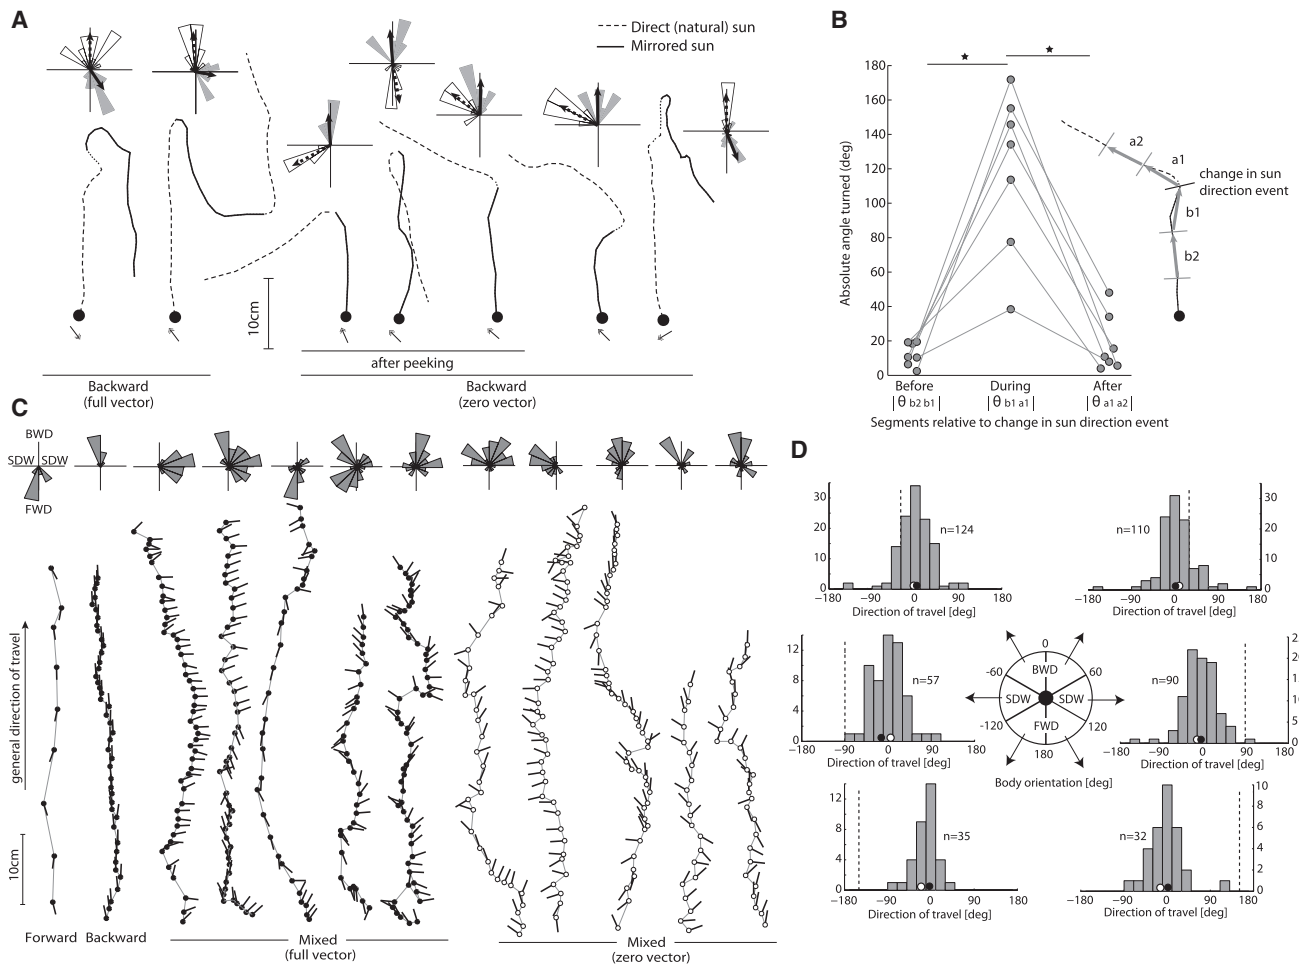 A
Direct (natural) sun
Mirrored sun
10cm
after peeking
Backward
(full vector)
Backward
(zero vector)
B
180
160
140
120
100
80
60
40
20
0
Absolute angle turned (deg)
Before
During
After
|θ b2 b1|
|θ b1 a1|
|θ a1 a2|
Segments relative to change in sun direction event
a2
a1
change in sun
direction event
b1
b2
C
BWD
SDW SDW
FWD
general direction of travel
10cm
Forward Backward
Mixed
(full vector)
Mixed
(zero vector)
D
30
20
10
0
n=124
−180 −90 0 90 180
Direction of travel [deg]
30
20
10
0
n=110
−180 −90 0 90 180
Direction of travel [deg]
12
8
4
0
n=57
−180 −90 0 90 180
Direction of travel [deg]
0
-60 BWD 60
SDW SDW
-120 FWD 120
180
Body orientation [deg]
n=90
10
0
−180 −90 0 90 180
Direction of travel [deg]
12
8
4
0
n=35
−180 −90 0 90 180
Direction of travel [deg]
10
8
6
4
2
0
n=32
−180 −90 0 90 180
Direction of travel [deg]